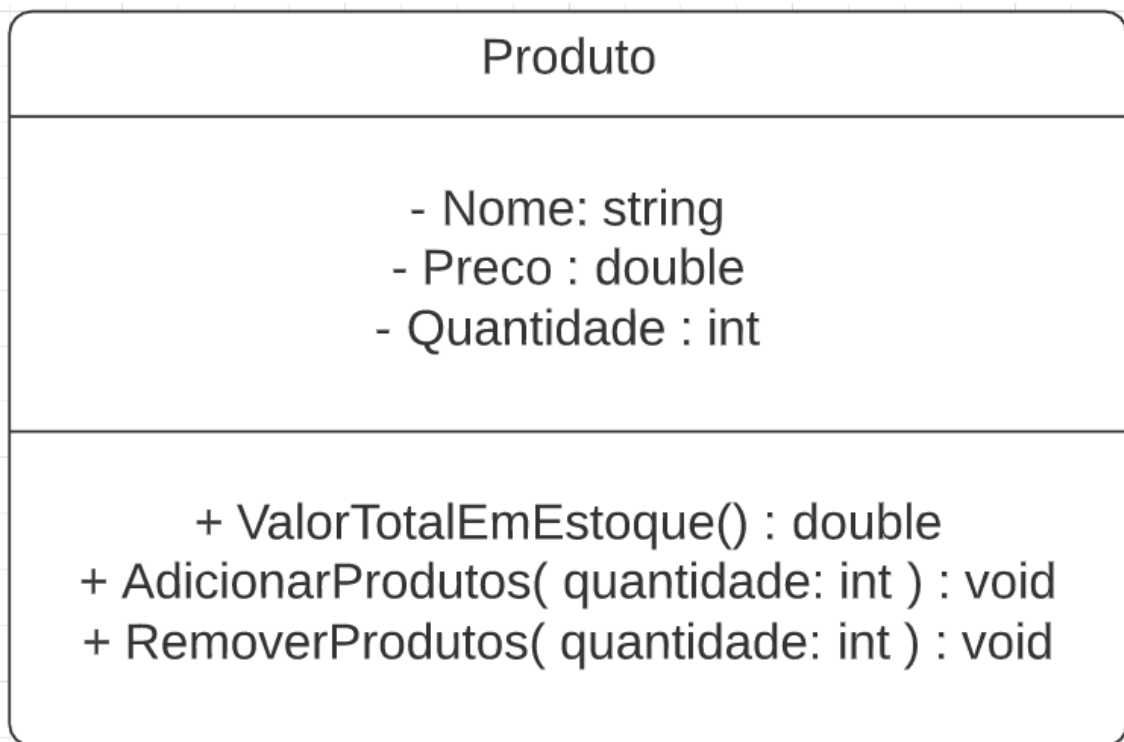 Produto
- Nome: string
- Preco : double
- Quantidade : int
+ ValorTotalEmEstoque() : double
+ AdicionarProdutos( quantidade: int ) : void
+ RemoverProdutos( quantidade: int ) : void